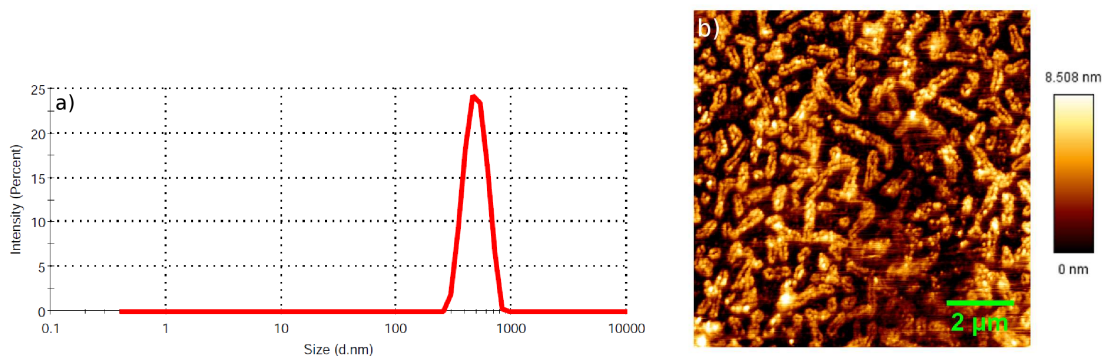 a)
25
20
15
10
5
0
Intensity (Percent)
0.1 1 10 100 1000 10000
Size (d.nm)
b)
2 µm
8.508 nm
0 nm